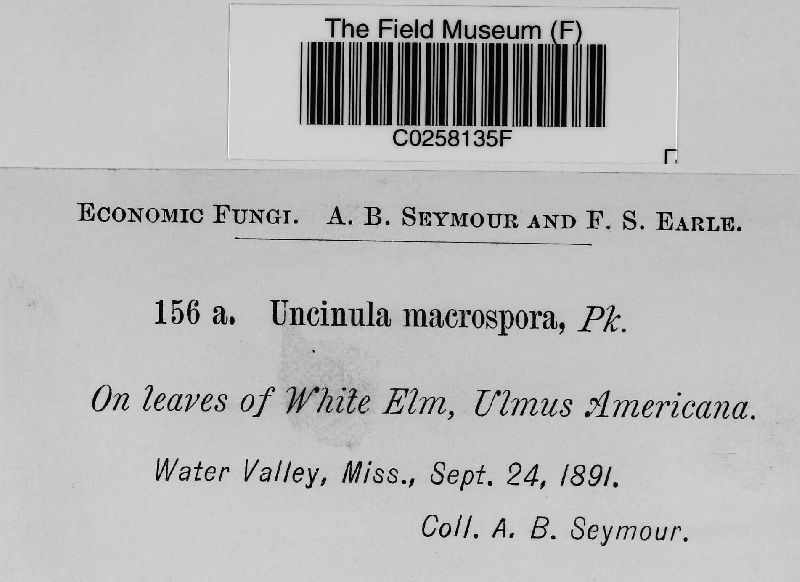 The Field Museum (F)
C0258135F
Economic Fungi. A. B. Seymour and F. S. Earle.
156 a. Uncinula macrospora, Pk.
On leaves of White Elm, Ulmus Americana.
Water Valley, Miss., Sept. 24, 1891.
Coll. A. B. Seymour.